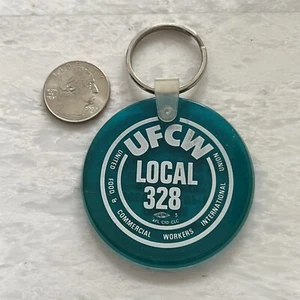 UFCW
LOCAL
328
AFL CIO CLC
UNITED FOOD & COMMERCIAL WORKERS INTERNATIONAL UNION